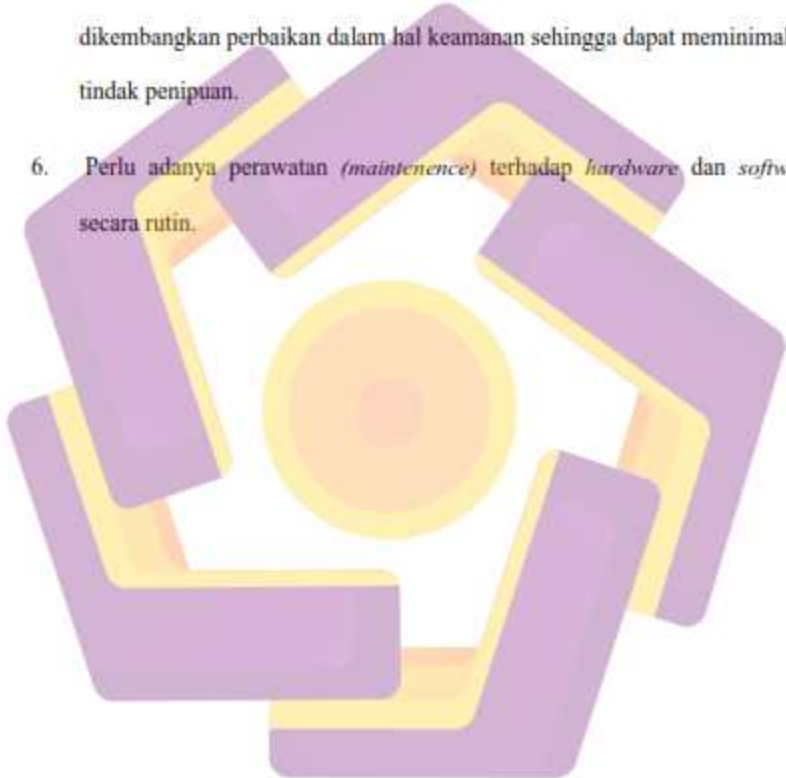 dikembangkan perbaikan dalam hal keamanan sehingga dapat meminimal
tindak penipuan.
6. Perlu adanya perawatan (maintenence) terhadap hardware dan softw
secara rutin.